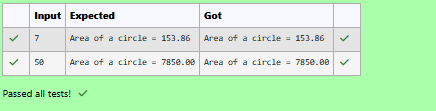 Input Expected Got
7 Area of a circle = 153.86 Area of a circle = 153.86
50 Area of a circle = 7850.00 Area of a circle = 7850.00
Passed all tests!